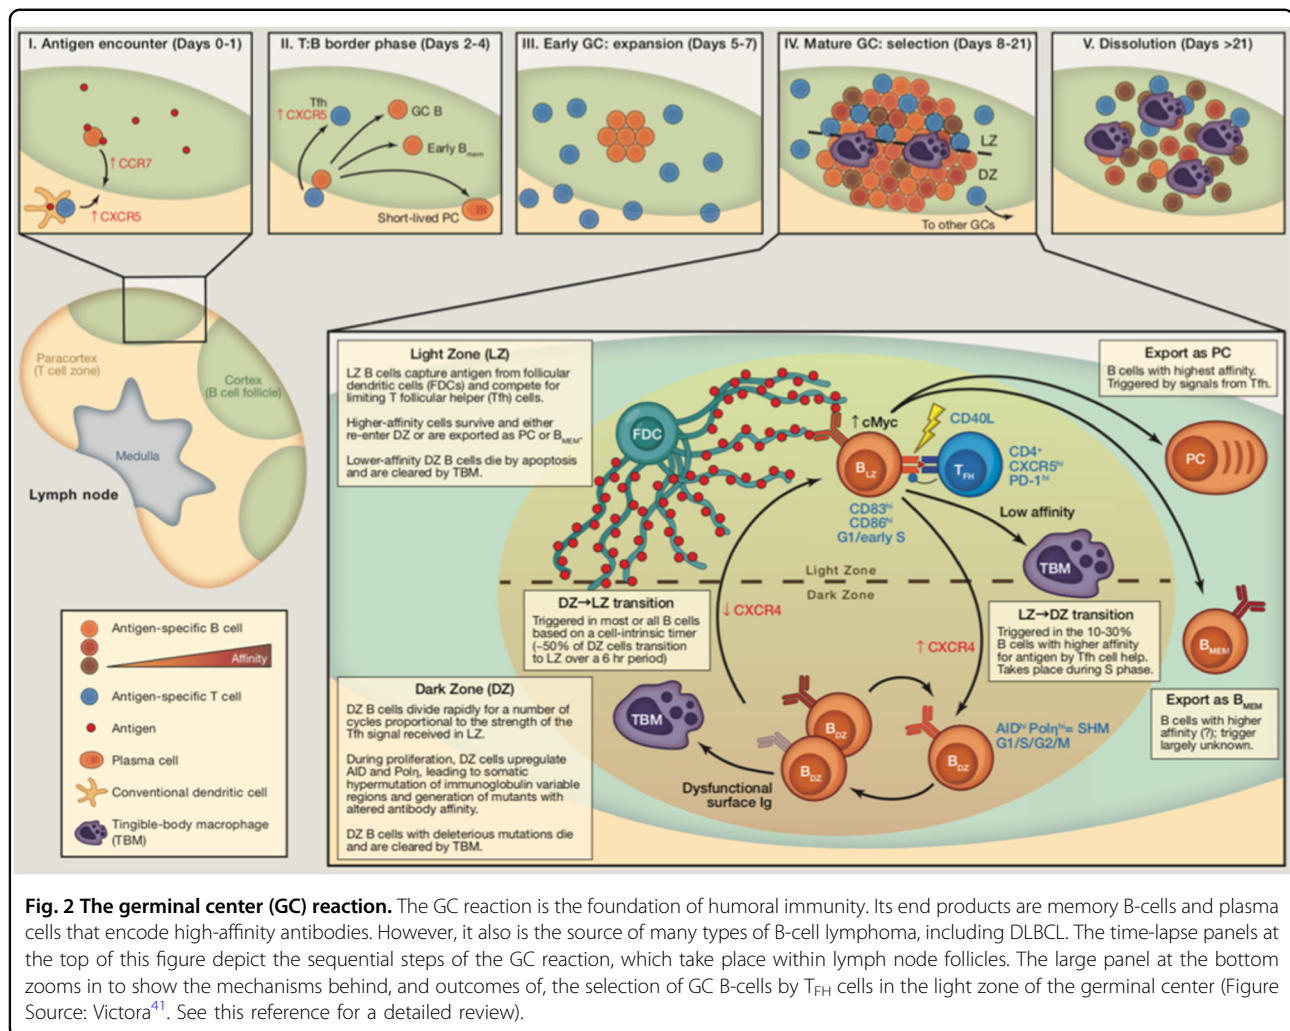 I. Antigen encounter (Days 0-1)
II. T:B border phase (Days 2-4)
III. Early GC: expansion (Days 5-7)
IV. Mature GC: selection (Days 8-21)
V. Dissolution (Days >21)
↑ CCR7
↑ CXCR5
Tfh
↑ CXCR5
GC B
Early Bmem
Short-lived PC
LZ
DZ
To other GCs
Paracortex
(T cell zone)
Cortex
(B cell follicle)
Medulla
Lymph node
Antigen-specific B cell
Affinity
Antigen-specific T cell
Antigen
Plasma cell
Conventional dendritic cell
Tingible-body macrophage
(TBM)
Light Zone (LZ)
LZ B cells capture antigen from follicular
dendritic cells (FDCs) and compete for
limiting T follicular helper (Tfh) cells.
Higher-affinity cells survive and either
re-enter DZ or are exported as PC or BMEM.
Lower-affinity DZ B cells die by apoptosis
and are cleared by TBM.
FDC
↑ cMyc
CD40L
BLZ
TFH
CD4+
CXCR5hi
PD-1hi
CD83hi
CD86hi
G1/early S
Low affinity
TBM
Export as PC
B cells with highest affinity.
Triggered by signals from Tfh.
PC
Light Zone
Dark Zone
DZ→LZ transition
Triggered in most or all B cells
based on a cell-intrinsic timer
(~50% of DZ cells transition
to LZ over a 6 hr period)
↓ CXCR4
↑ CXCR4
LZ→DZ transition
Triggered in the 10-30%
B cells with higher affinity
for antigen by Tfh cell help.
Takes place during S phase.
BMEM
Export as BMEM
B cells with higher
affinity (?); trigger
largely unknown.
Dark Zone (DZ)
DZ B cells divide rapidly for a number of
cycles proportional to the strength of the
Tfh signal received in LZ.
During proliferation, DZ cells upregulate
AID and Polη, leading to somatic
hypermutation of immunoglobulin variable
regions and generation of mutants with
altered antibody affinity.
DZ B cells with deleterious mutations die
and are cleared by TBM.
TBM
BDZ
BDZ
BDZ
AIDhi Polηhi= SHM
G1/S/G2/M
Dysfunctional
surface Ig
Fig. 2 The germinal center (GC) reaction. The GC reaction is the foundation of humoral immunity. Its end products are memory B-cells and plasma
cells that encode high-affinity antibodies. However, it also is the source of many types of B-cell lymphoma, including DLBCL. The time-lapse panels at
the top of this figure depict the sequential steps of the GC reaction, which take place within lymph node follicles. The large panel at the bottom
zooms in to show the mechanisms behind, and outcomes of, the selection of GC B-cells by TFH cells in the light zone of the germinal center (Figure
Source: Victora41. See this reference for a detailed review).